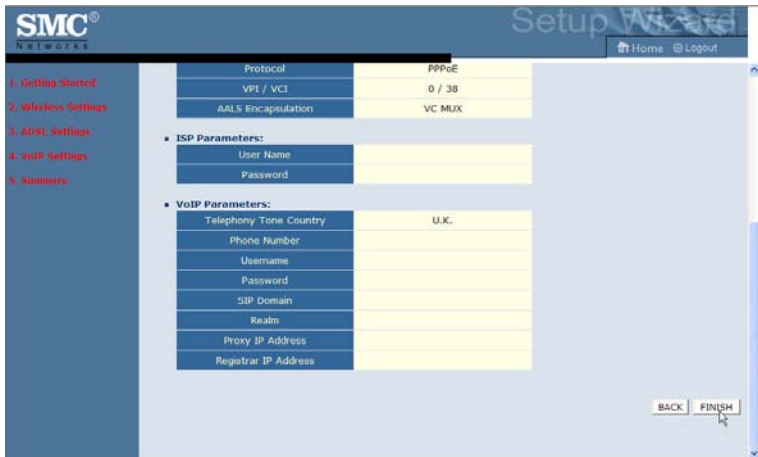 SMC®
Networks
Setup Wizard
Home Logout
1. Getting Started
2. Wireless Settings
3. ADSL Settings
4. VoIP Settings
5. Summary
Protocol PPPoE
VPI / VCI 0 / 38
AAL5 Encapsulation VC MUX
ISP Parameters:
User Name
Password
VoIP Parameters:
Telephony Tone Country U.K.
Phone Number
Username
Password
SIP Domain
Realm
Proxy IP Address
Registrar IP Address
BACK FINISH